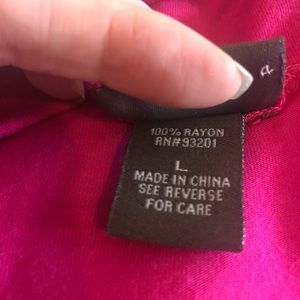 100% RAYON
RN#93201
L
MADE IN CHINA
SEE REVERSE
FOR CARE